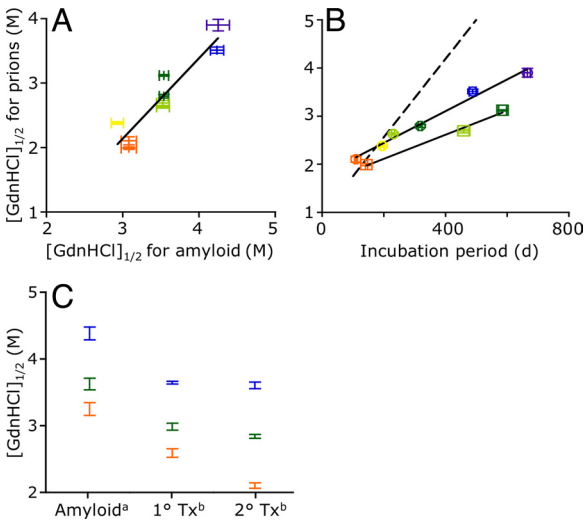 A
[GdnHCl]1/2 for prions (M)
4
3
2
1
2
3
4
5
[GdnHCl]1/2 for amyloid (M)
B
5
4
3
2
1
0
400
800
Incubation period (d)
C
[GdnHCl]1/2 (M)
5
4
3
2
Amyloidᵃ 1° Txᵇ 2° Txᵇ